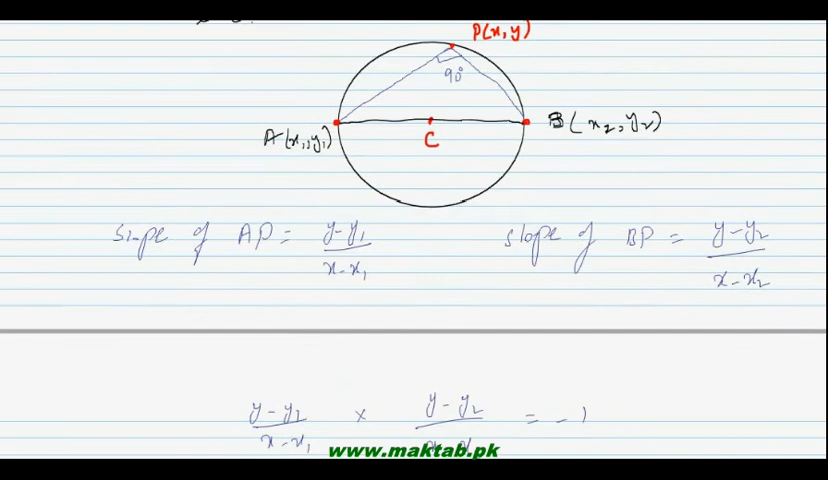 P(x,y)
90°
A(x₁,y₁)
C
B(x₂,y₂)
Slope of AP = y-y₁ / x-x₁
Slope of BP = y-y₂ / x-x₂
y-y₁ / x-x₁ × y-y₂ / x-x = -1
www.maktab.pk